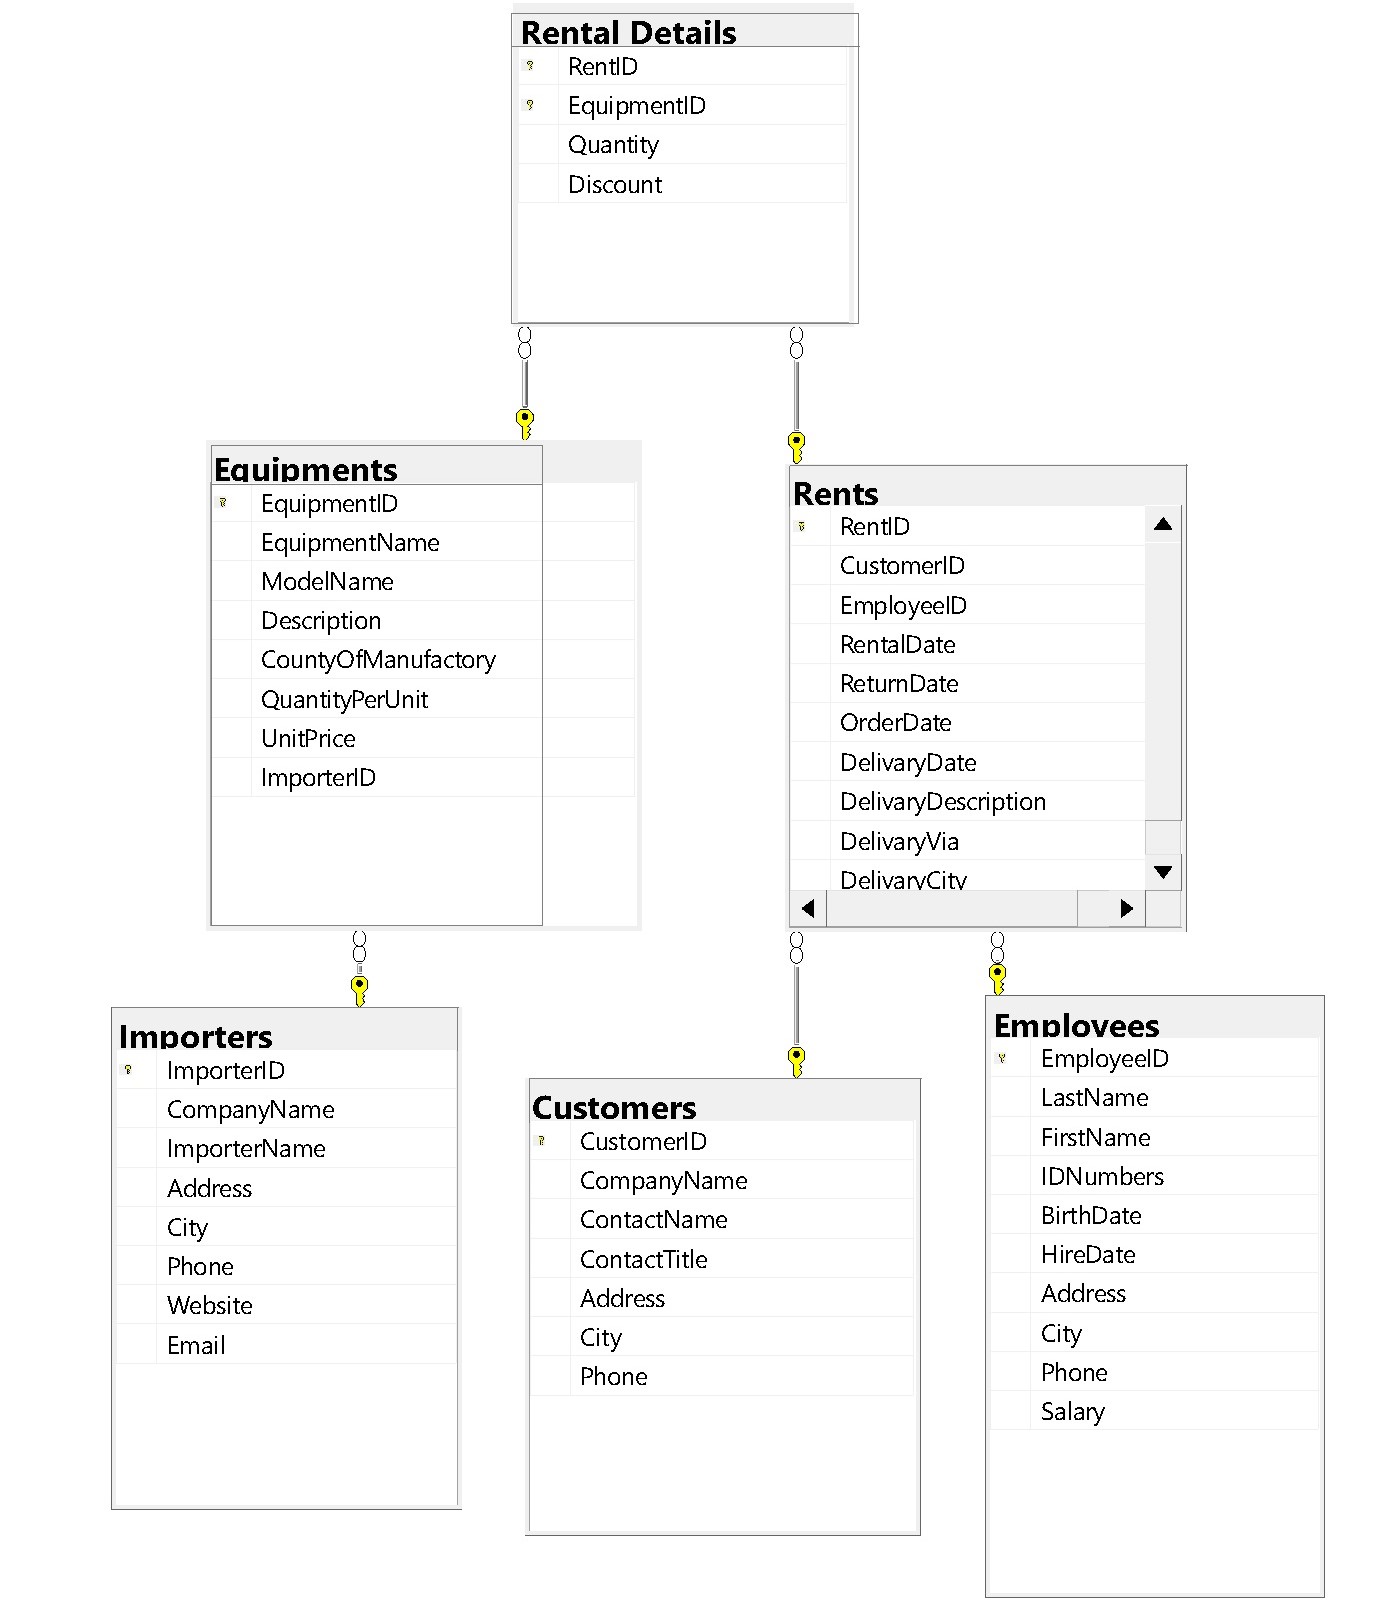 Rental Details
RentID
EquipmentID
Quantity
Discount
Equipments
EquipmentID
EquipmentName
ModelName
Description
CountyOfManufactory
QuantityPerUnit
UnitPrice
ImporterID
Rents
RentID
CustomerID
EmployeeID
RentalDate
ReturnDate
OrderDate
DelivaryDate
DelivaryDescription
DelivaryVia
DelivaryCity
Importers
ImporterID
CompanyName
ImporterName
Address
City
Phone
Website
Email
Customers
CustomerID
CompanyName
ContactName
ContactTitle
Address
City
Phone
Employees
EmployeeID
LastName
FirstName
IDNumbers
BirthDate
HireDate
Address
City
Phone
Salary